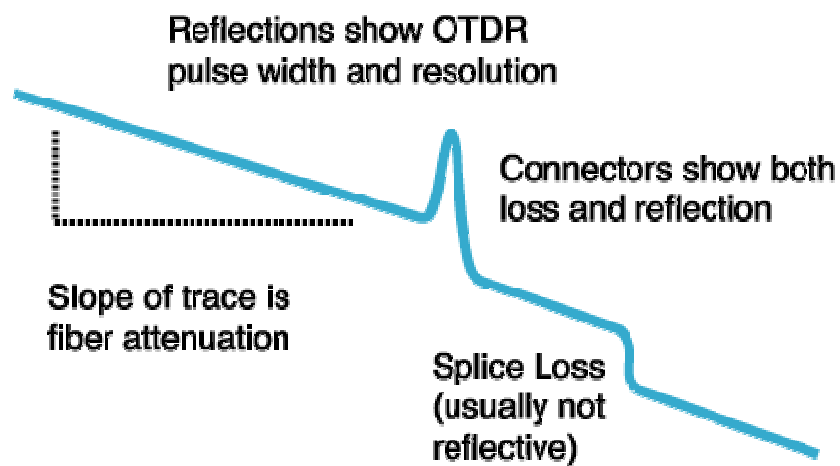 Reflections show OTDR
pulse width and resolution
Connectors show both
loss and reflection
Slope of trace is
fiber attenuation
Splice Loss
(usually not
reflective)